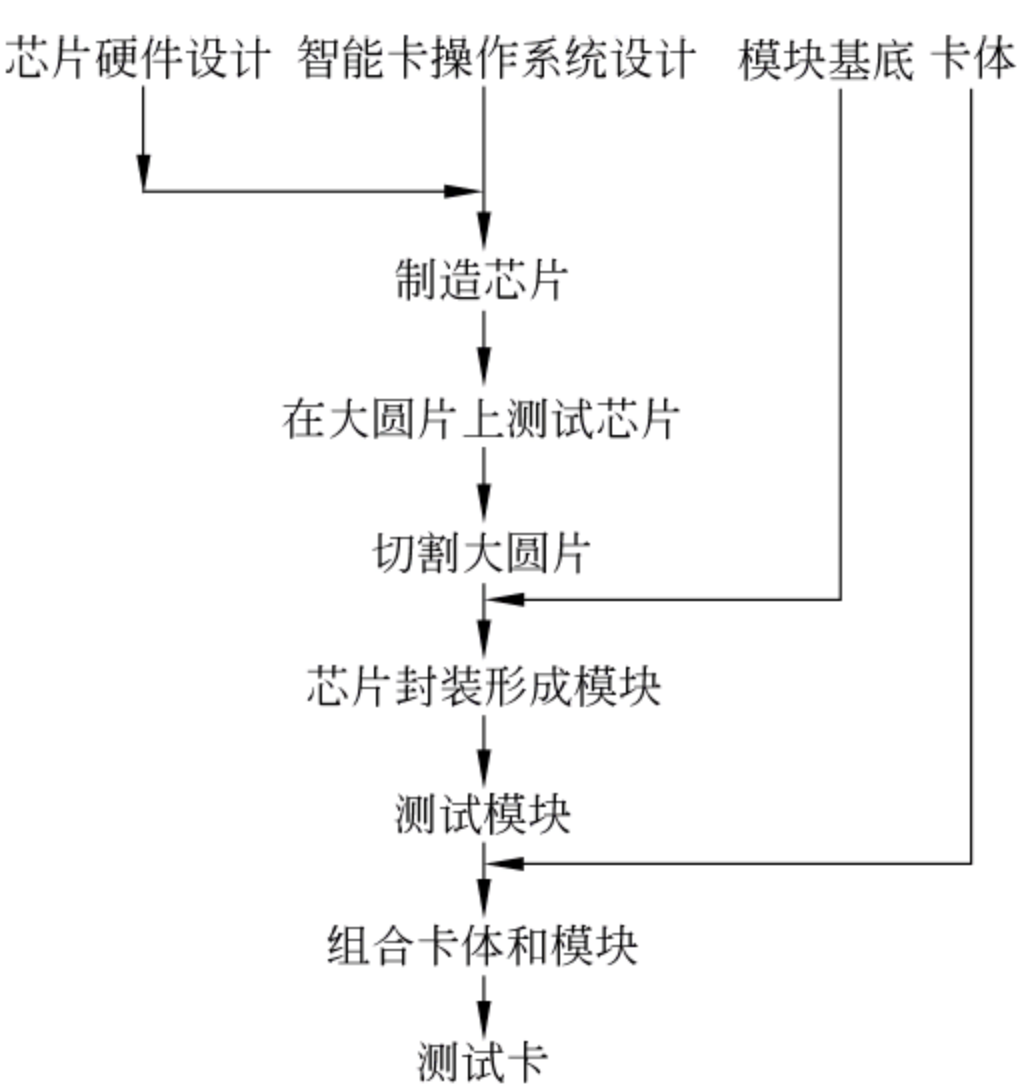 芯片硬件设计 智能卡操作系统设计 模块基底 卡体
制造芯片
在大圆片上测试芯片
切割大圆片
芯片封装形成模块
测试模块
组合卡体和模块
测试卡